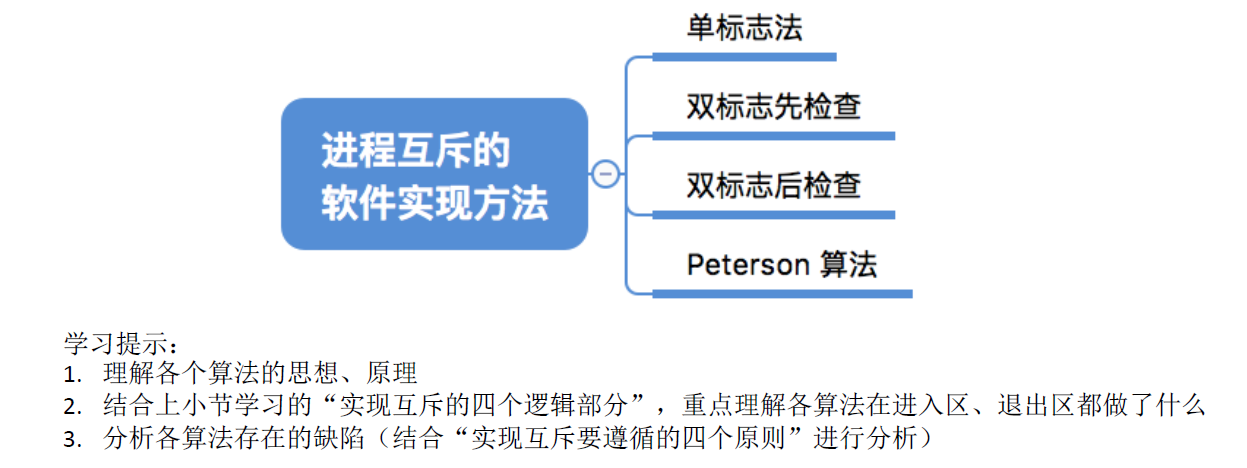 单标志法
双标志先检查
进程互斥的
软件实现方法
双标志后检查
Peterson 算法
学习提示：
1. 理解各个算法的思想、原理
2. 结合上小节学习的“实现互斥的四个逻辑部分”，重点理解各算法在进入区、退出区都做了什么
3. 分析各算法存在的缺陷（结合“实现互斥要遵循的四个原则”进行分析）